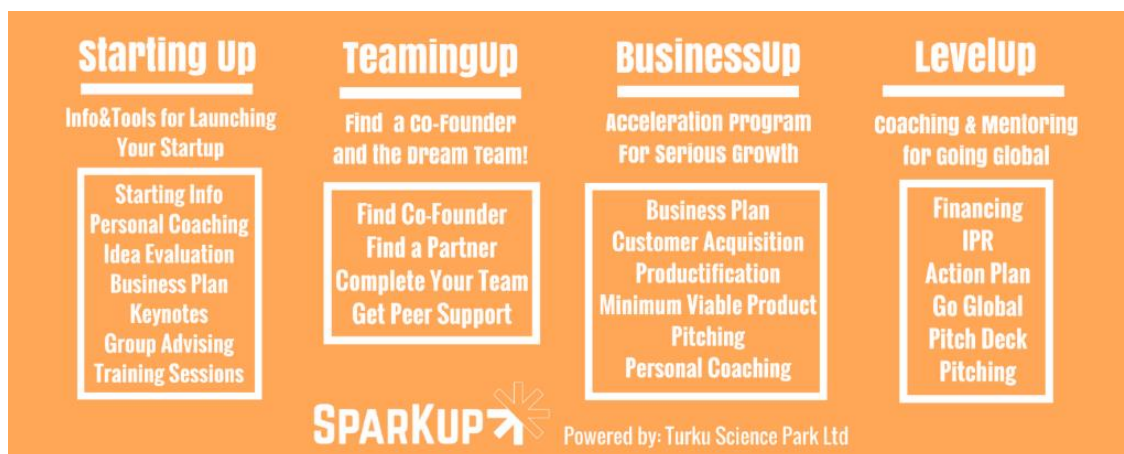 Starting Up
Info&Tools for Launching
Your Startup
Starting Info
Personal Coaching
Idea Evaluation
Business Plan
Keynotes
Group Advising
Training Sessions
TeamingUp
Find a Co-Founder
and the Dream Team!
Find Co-Founder
Find a Partner
Complete Your Team
Get Peer Support
BusinessUp
Acceleration Program
For Serious Growth
Business Plan
Customer Acquisition
Productification
Minimum Viable Product
Pitching
Personal Coaching
LevelUp
Coaching & Mentoring
for Going Global
Financing
IPR
Action Plan
Go Global
Pitch Deck
Pitching
SPARKUP
Powered by: Turku Science Park Ltd